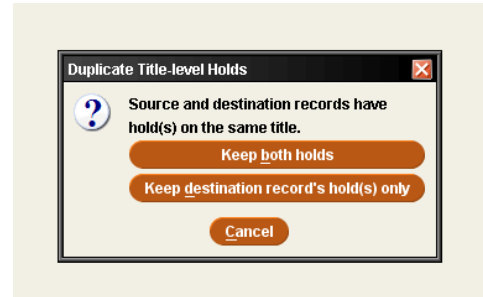 Duplicate Title-level Holds
Source and destination records have
hold(s) on the same title.
Keep both holds
Keep destination record's hold(s) only
Cancel